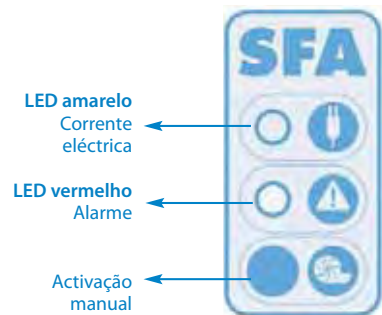 SFA
LED amarelo
Corrente
eléctrica
LED vermelho
Alarme
Activação
manual